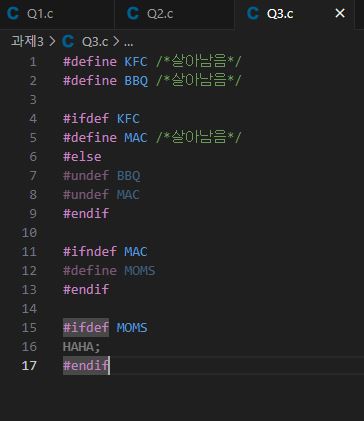 Q1.c Q2.c Q3.c ×
과제3 > Q3.c > ...
1 #define KFC /*살아남음*/
2 #define BBQ /*살아남음*/
3
4 #ifdef KFC
5 #define MAC /*살아남음*/
6 #else
7 #undef BBQ
8 #undef MAC
9 #endif
10
11 #ifndef MAC
12 #define MOMS
13 #endif
14
15 #ifdef MOMS
16 HAHA;
17 #endif